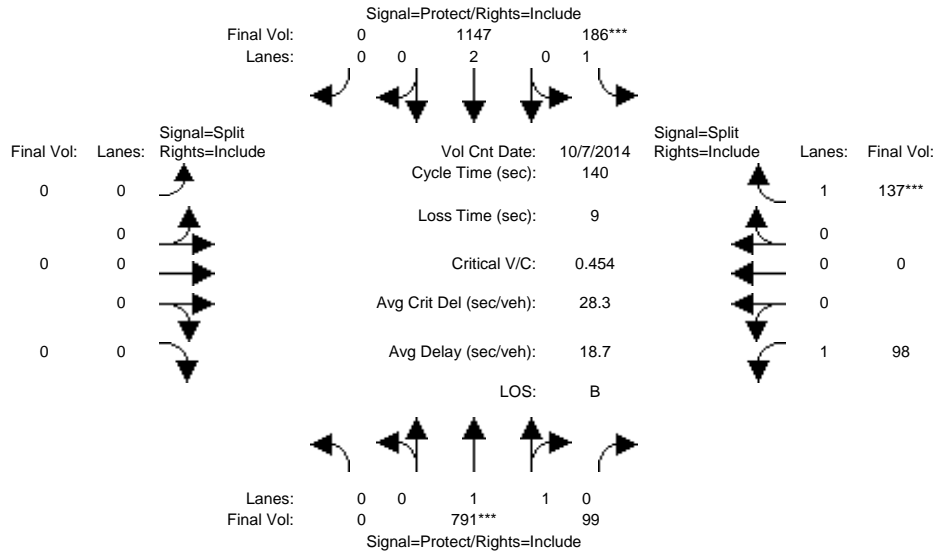 Signal=Protect/Rights=Include
Final Vol: 0 1147 186***
Lanes: 0 0 2 0 1
Signal=Split Signal=Split
Final Vol: Lanes: Rights=Include Vol Cnt Date: 10/7/2014 Rights=Include Lanes: Final Vol:
Cycle Time (sec): 140
0 0 1 137***
Loss Time (sec): 9
0 0
0 0 Critical V/C: 0.454 0 0
0 Avg Crit Del (sec/veh): 28.3 0
0 0 Avg Delay (sec/veh): 18.7 1 98
LOS: B
Lanes: 0 0 1 1 0
Final Vol: 0 791*** 99
Signal=Protect/Rights=Include